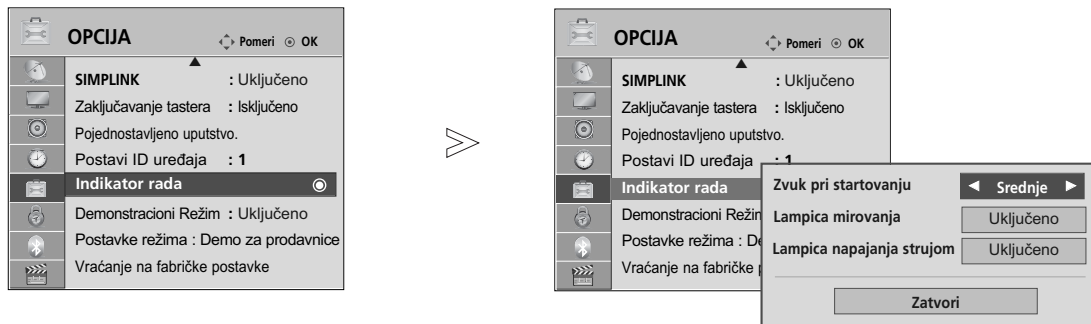 OPCIJA Pomeri OK
SIMPLINK : Uključeno
Zaključavanje tastera : Isključeno
Pojednostavljeno uputstvo.
Postavi ID uređaja : 1
Indikator rada
Demonstracioni Režim : Uključeno
Postavke režima : Demo za prodavnice
Vraćanje na fabričke postavke
OPCIJA Pomeri OK
SIMPLINK : Uključeno
Zaključavanje tastera : Isključeno
Pojednostavljeno uputstvo.
Postavi ID uređaja : 1
Indikator rada
Demonstracioni Režim
Postavke režima : De
Vraćanje na fabričke p
Zvuk pri startovanju Srednje
Lampica mirovanja Uključeno
Lampica napajanja strujom Uključeno
Zatvori